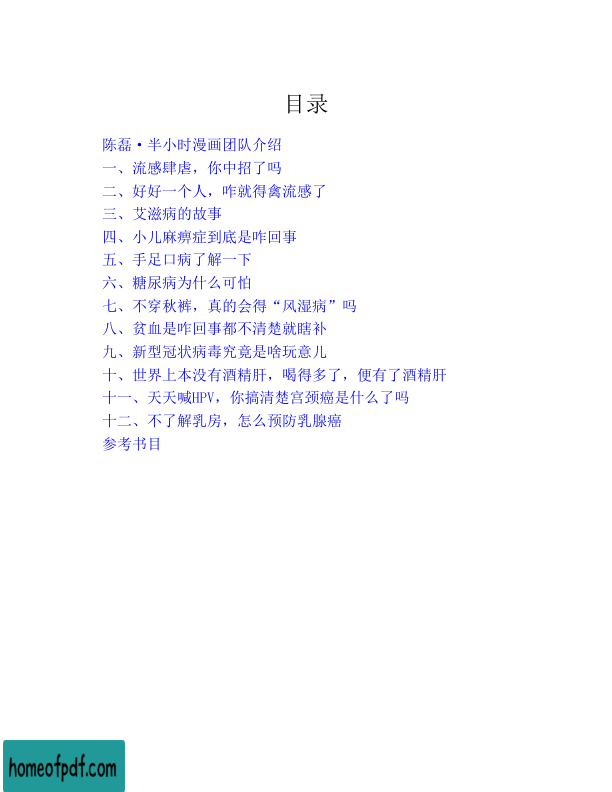 目录
陈磊·半小时漫画团队介绍
一、流感肆虐，你中招了吗
二、好好一个人，咋就得禽流感了
三、艾滋病的故事
四、小儿麻痹症到底是咋回事
五、手足口病了解一下
六、糖尿病为什么可怕
七、不穿秋裤，真的会得“风湿病”吗
八、贫血是咋回事都不清楚就瞎补
九、新型冠状病毒究竟是啥玩意儿
十、世界上本没有酒精肝，喝得多了，便有了酒精肝
十一、天天喊HPV，你搞清楚宫颈癌是什么了吗
十二、不了解乳房，怎么预防乳腺癌
参考书目
homeofpdf.com